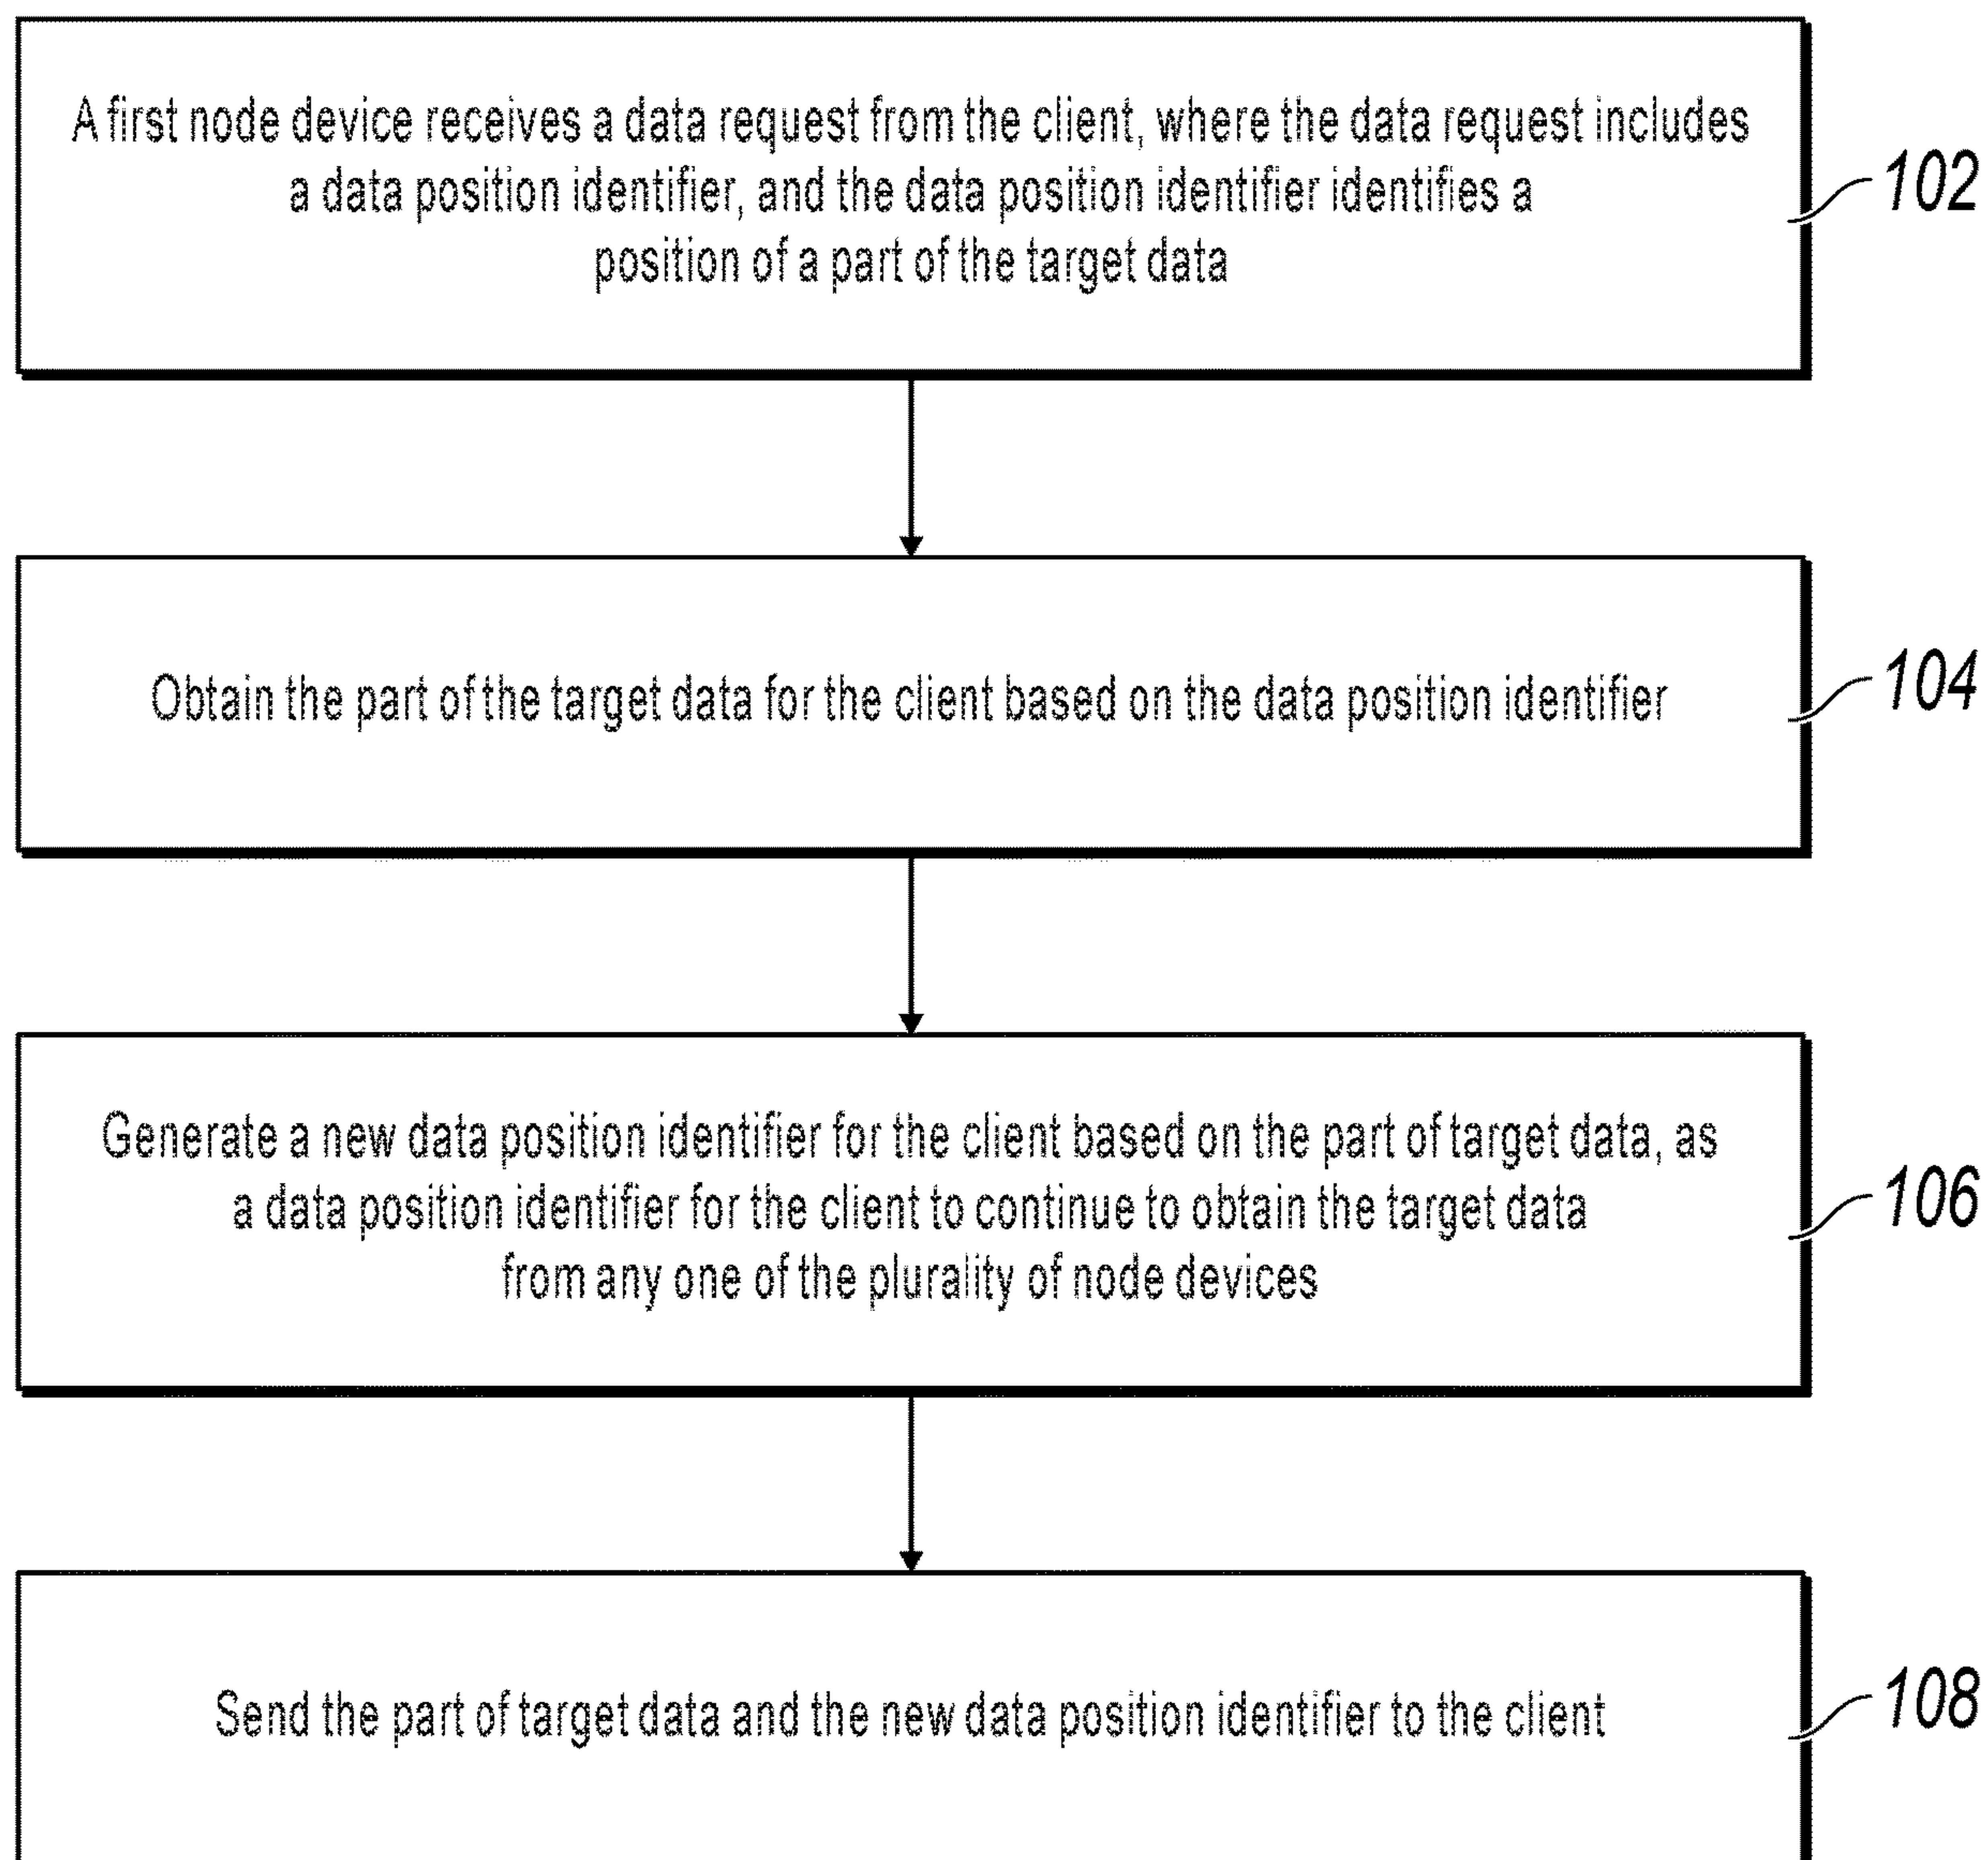 A first node device receives a data request from the client, where the data request includes
a data position identifier, and the data position identifier identifies a
position of a part of the target data
102
Obtain the part of the target data for the client based on the data position identifier
104
Generate a new data position identifier for the client based on the part of target data, as
a data position identifier for the client to continue to obtain the target data
from any one of the plurality of node devices
106
Send the part of target data and the new data position identifier to the client
108